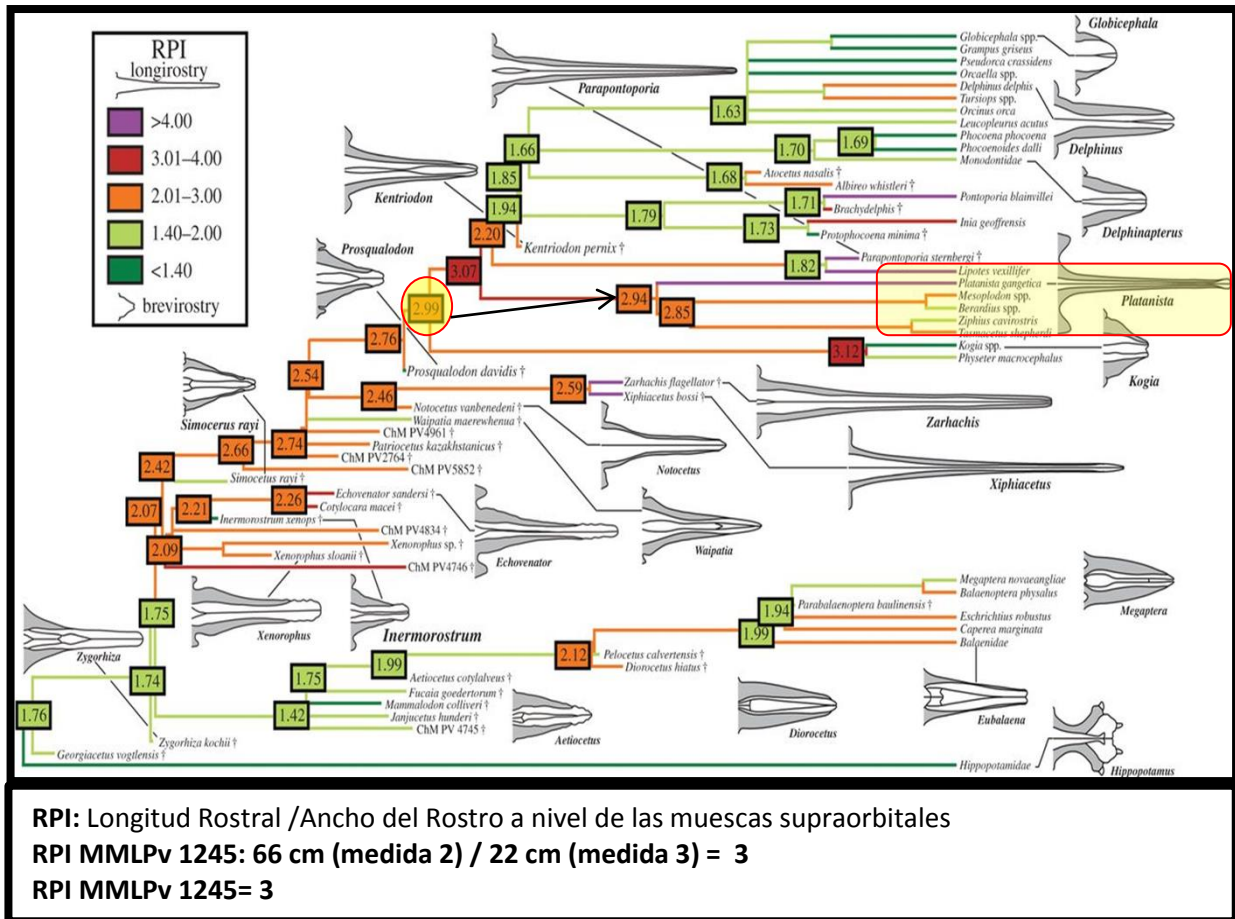 RPI
longirostry
>4.00
3.01–4.00
2.01–3.00
1.40–2.00
<1.40
brevirostry
Globicephala
Globicephala spp.
Grampus griseus
Pseudorca crassidens
Orcaella spp.
Delphinus delphis
Tursiops spp.
Orcinus orca
Leucopleurus acutus
Phocoena phocoena
Phocoenoides dalli
Monodontidae
Delphinus
Parapontoporia
1.63
1.66
1.69
1.70
Atocetus nasalis †
Albireo whistleri †
1.68
Kentriodon
1.85
1.94
Pontoporia blainvillei
1.71
Brachydelphis †
1.79
Inia geoffrensis
1.73
Protophocoena minima †
Delphinapterus
2.20
Kentriodon pernix †
Prosqualodon
Parapontoporia sternbergi †
1.82
Lipotes vexillifer
3.07
Platanista gangetica
2.94
Mesoplodon spp.
Berardius spp.
2.85
Ziphius cavirostris
Tasmacetus shepherdi
Platanista
2.99
2.76
Kogia spp.
3.12
Physeter macrocephalus
Kogia
Prosqualodon davidis †
2.54
2.59
Zarhachis flagellator †
Xiphiacetus bossi †
2.46
Notocetus vanbenedeni †
Zarhachis
Simocerus rayi
Waipatia maerewhenua †
ChM PV4961 †
2.74
Patriocetus kazakhstanicus †
2.66
ChM PV2764 †
ChM PV5852 †
Notocetus
Xiphiacetus
2.42
Simocetus rayi †
2.26
Echovenator sandersi †
Cotylocara macei †
2.07
2.21
Inermorostrum xenops †
ChM PV4834 †
2.09
Xenorophus sp. †
Xenorophus sloanii †
ChM PV4746 †
Echovenator
Waipatia
1.75
Xenorophus
Inermorostrum
Zygorhiza
Megaptera novaeangliae
Balaenoptera physalus
1.94
Parabalaenoptera baulinensis †
Eschrichtius robustus
1.99
Caperea marginata
Balaenidae
Megaptera
2.12
Pelocetus calvertensis †
Diorocetus hiatus †
1.99
Aetiocetus cotylalveus †
1.75
Fucaia goedertorum †
1.74
Mammalodon colliveri †
1.42
Janjucetus hunderi †
ChM PV 4745 †
1.76
Aetiocetus
Diorocetus
Eubalaena
Zygorhiza kochii †
Georgiacetus vogtlensis †
Hippopotamidae
Hippopotamus
RPI: Longitud Rostral /Ancho del Rostro a nivel de las muescas supraorbitales
RPI MMLPv 1245: 66 cm (medida 2) / 22 cm (medida 3) = 3
RPI MMLPv 1245= 3